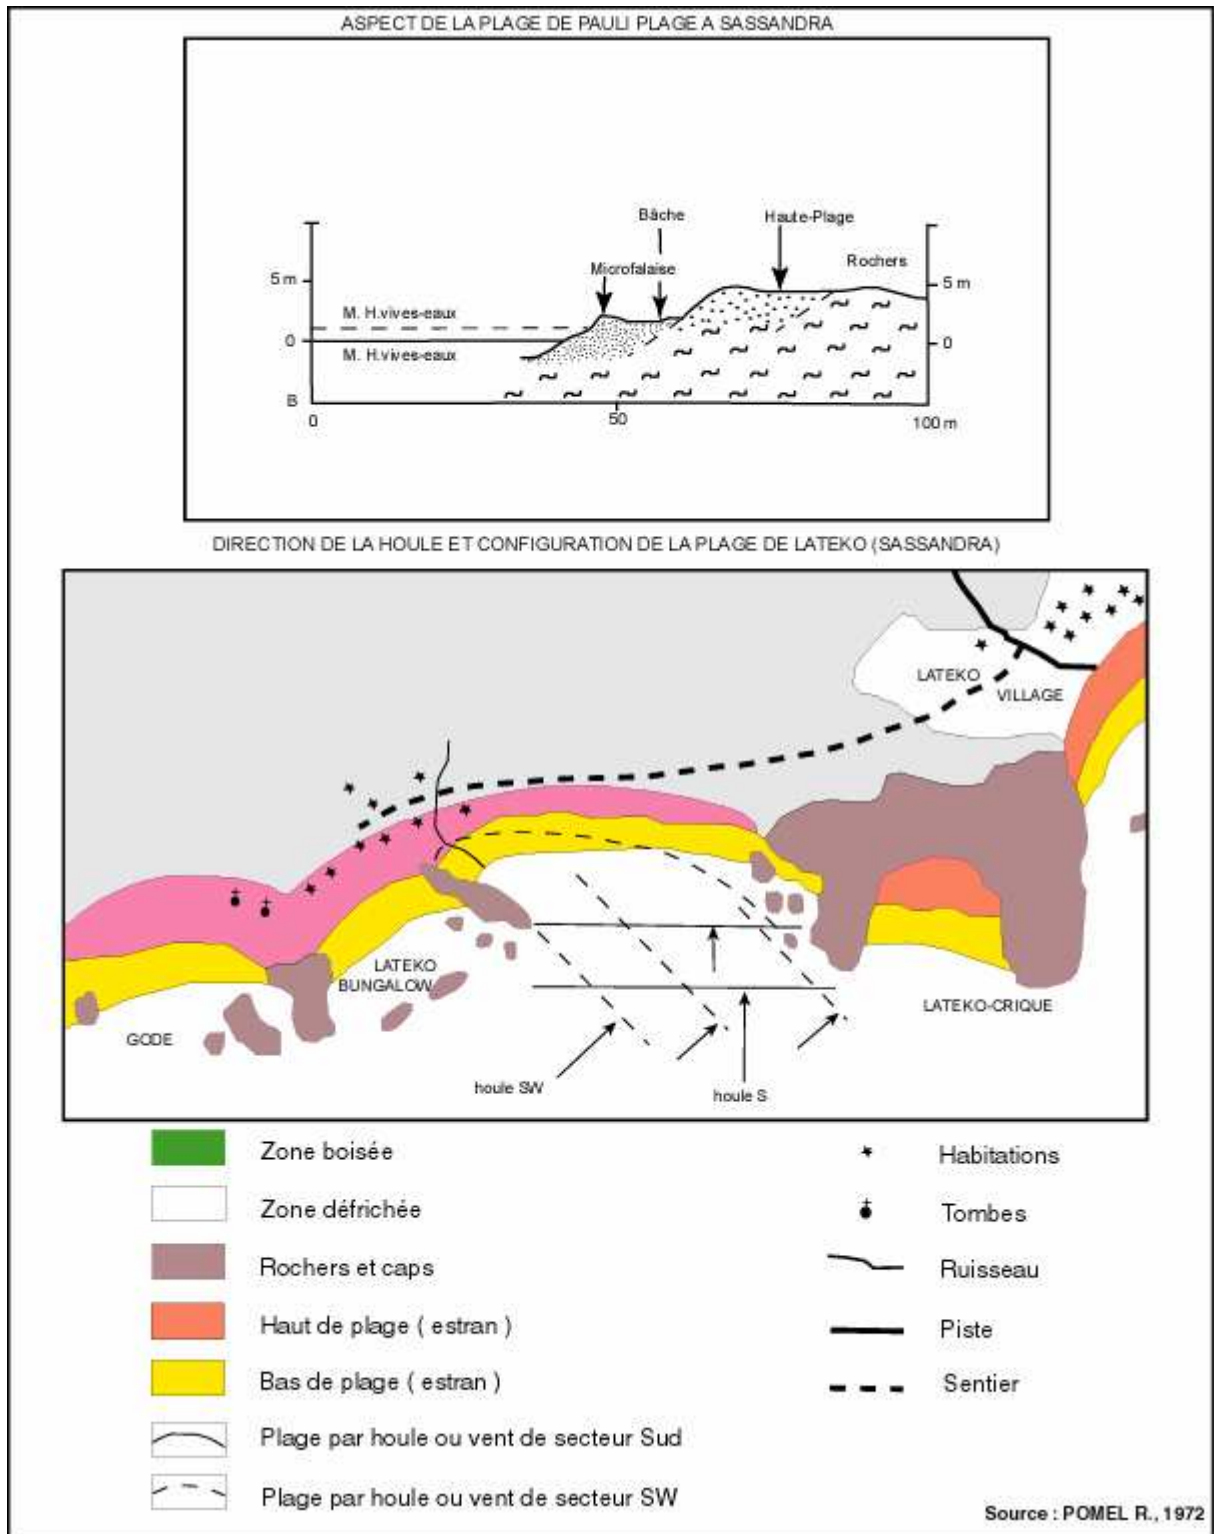 ASPECT DE LA PLAGE DE PAULI PLAGE A SASSANDRA
Bâche
Haute-Plage
Microfalaise
Rochers
5 m
5 m
M. H.vives-eaux
0
0
M. H.vives-eaux
B
0
50
100 m
DIRECTION DE LA HOULE ET CONFIGURATION DE LA PLAGE DE LATEKO (SASSANDRA)
LATEKO
VILLAGE
LATEKO
BUNGALOW
LATEKO-CRIQUE
GODE
houle SW
houle S
Zone boisée
Zone défrichée
Rochers et caps
Haut de plage ( estran )
Bas de plage ( estran )
Plage par houle ou vent de secteur Sud
Plage par houle ou vent de secteur SW
Habitations
Tombes
Ruisseau
Piste
Sentier
Source : POMEL R., 1972